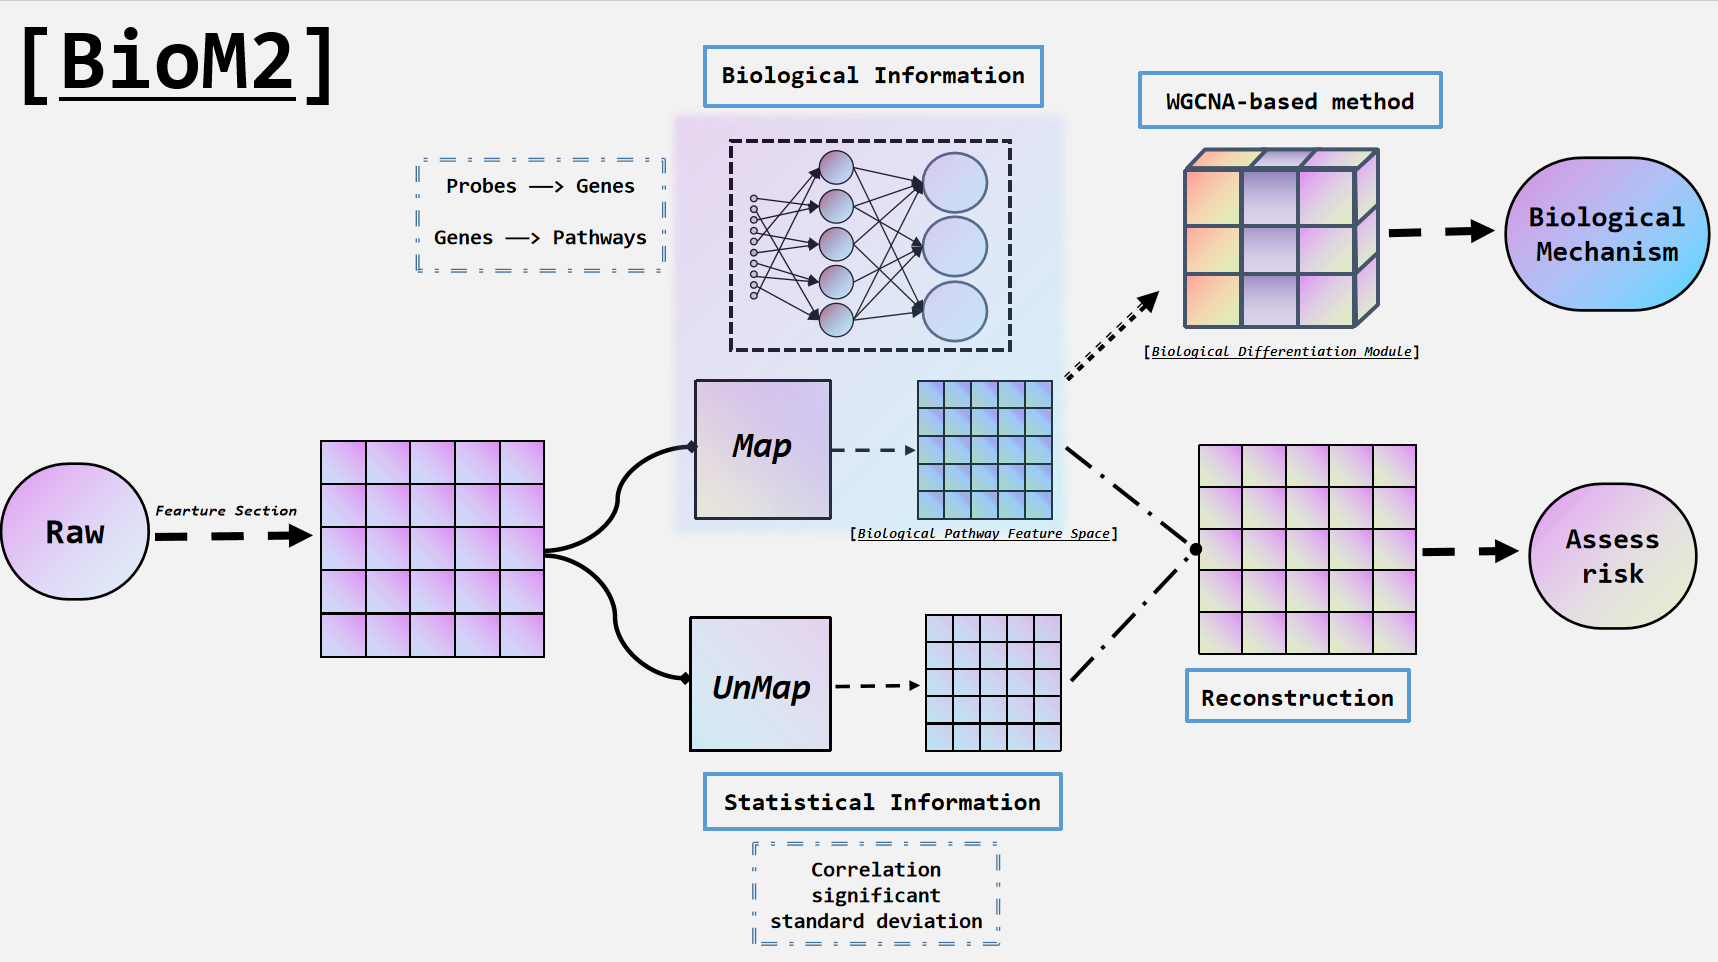 [BioM2]
Biological Information
WGCNA-based method
Probes —> Genes
Genes —> Pathways
Biological
Mechanism
[Biological Differentiation Module]
Map
Raw
Fearture Section
[Biological Pathway Feature Space]
Assess
risk
UnMap
Reconstruction
Statistical Information
Correlation
significant
standard deviation